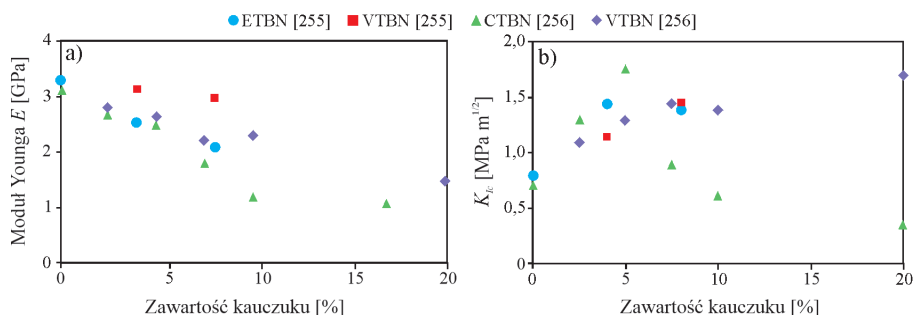 ETBN [255] VTBN [255] CTBN [256] VTBN [256]
a)
Moduł Younga E [GPa]
4
3
2
1
0
0 5 10 15 20
Zawartość kauczuku [%]
b)
K_Ic [MPa m^1/2]
2,0
1,5
1,0
0,5
0
0 5 10 15 20
Zawartość kauczuku [%]